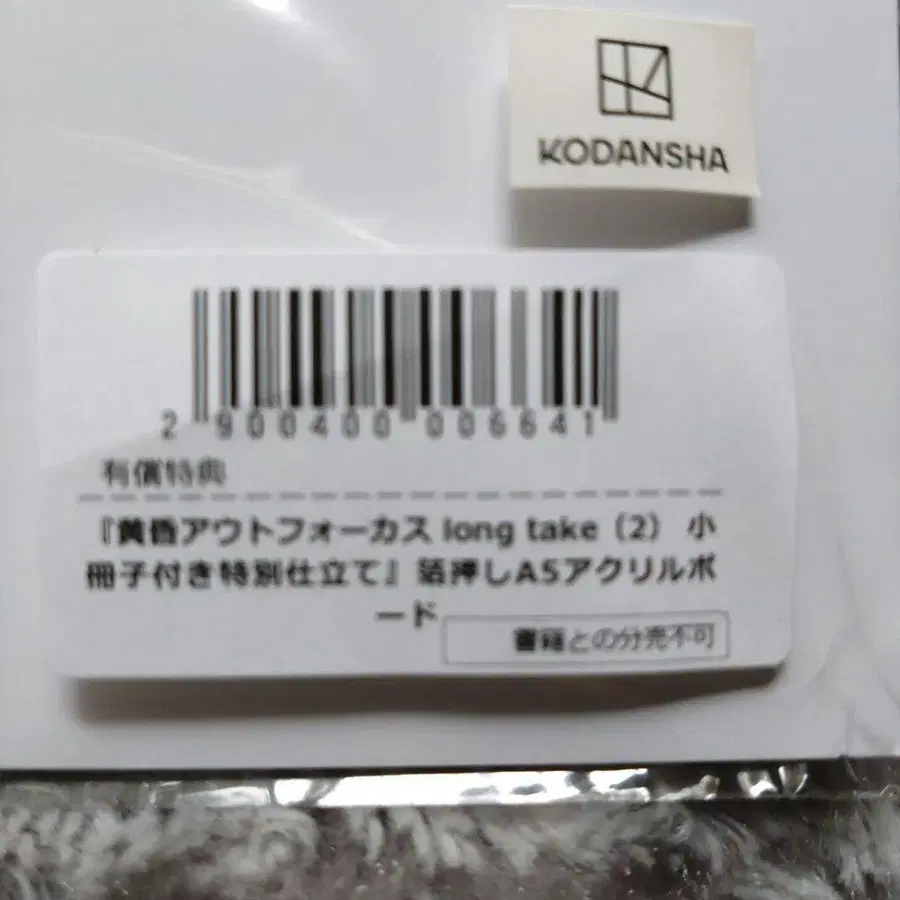 KODANSHA
2 900400 006641
有償特典
『黄昏アウトフォーカス long take（2） 小
冊子付き特別仕立て』 箔押しA5アクリルボ
ード
書籍との分売不可